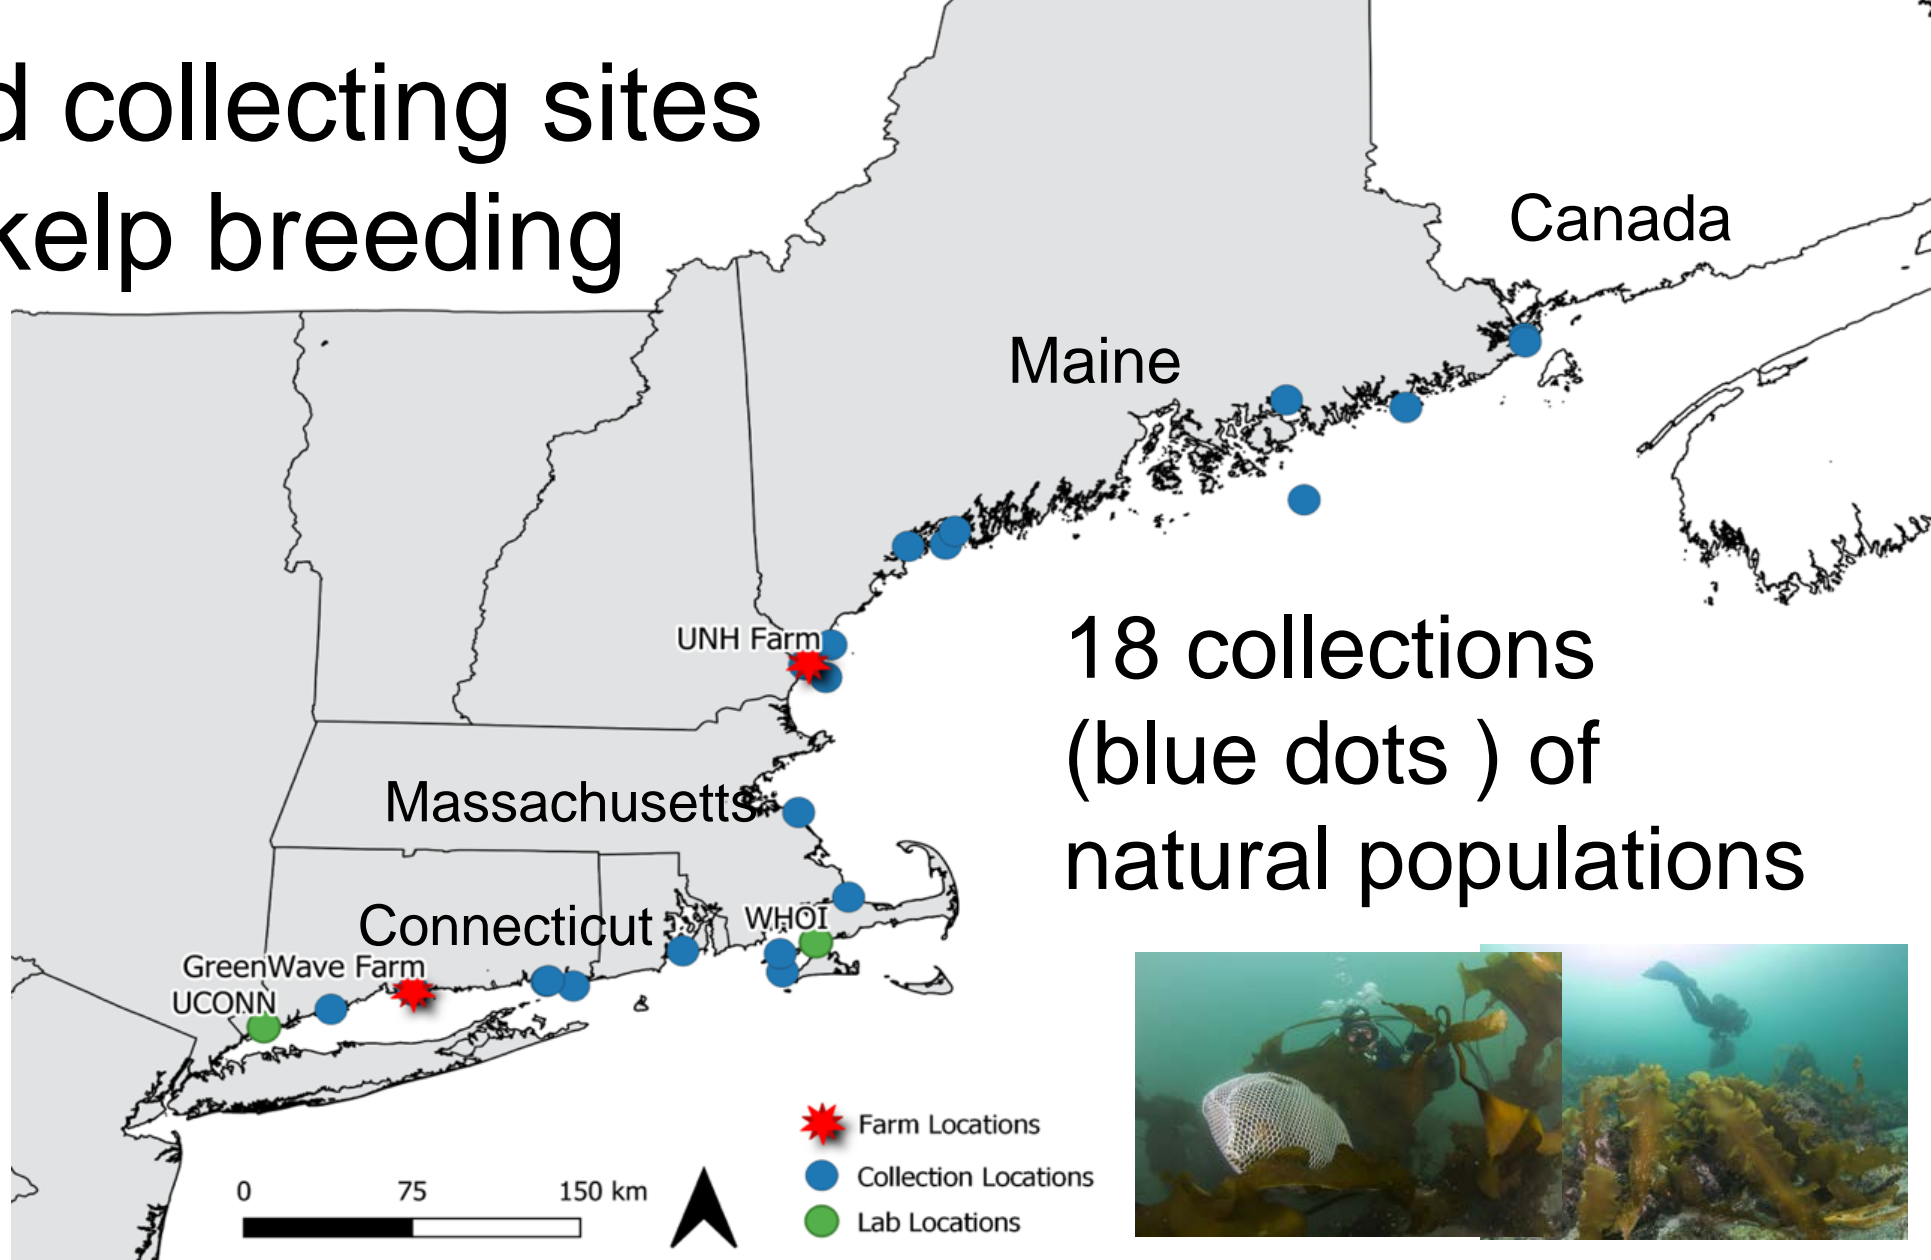 d collecting sites
kelp breeding
Canada
Maine
UNH Farm
18 collections
(blue dots ) of
natural populations
Massachusetts
Connecticut
WHOI
GreenWave Farm
UCONN
Farm Locations
Collection Locations
Lab Locations
0 75 150 km